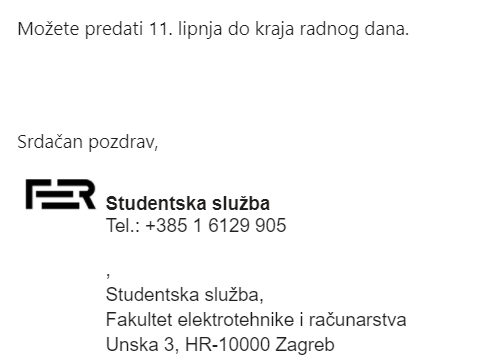 Možete predati 11. lipnja do kraja radnog dana.
Srdačan pozdrav,
FER
Studentska služba
Tel.: +385 1 6129 905
,
Studentska služba,
Fakultet elektrotehnike i računarstva
Unska 3, HR-10000 Zagreb